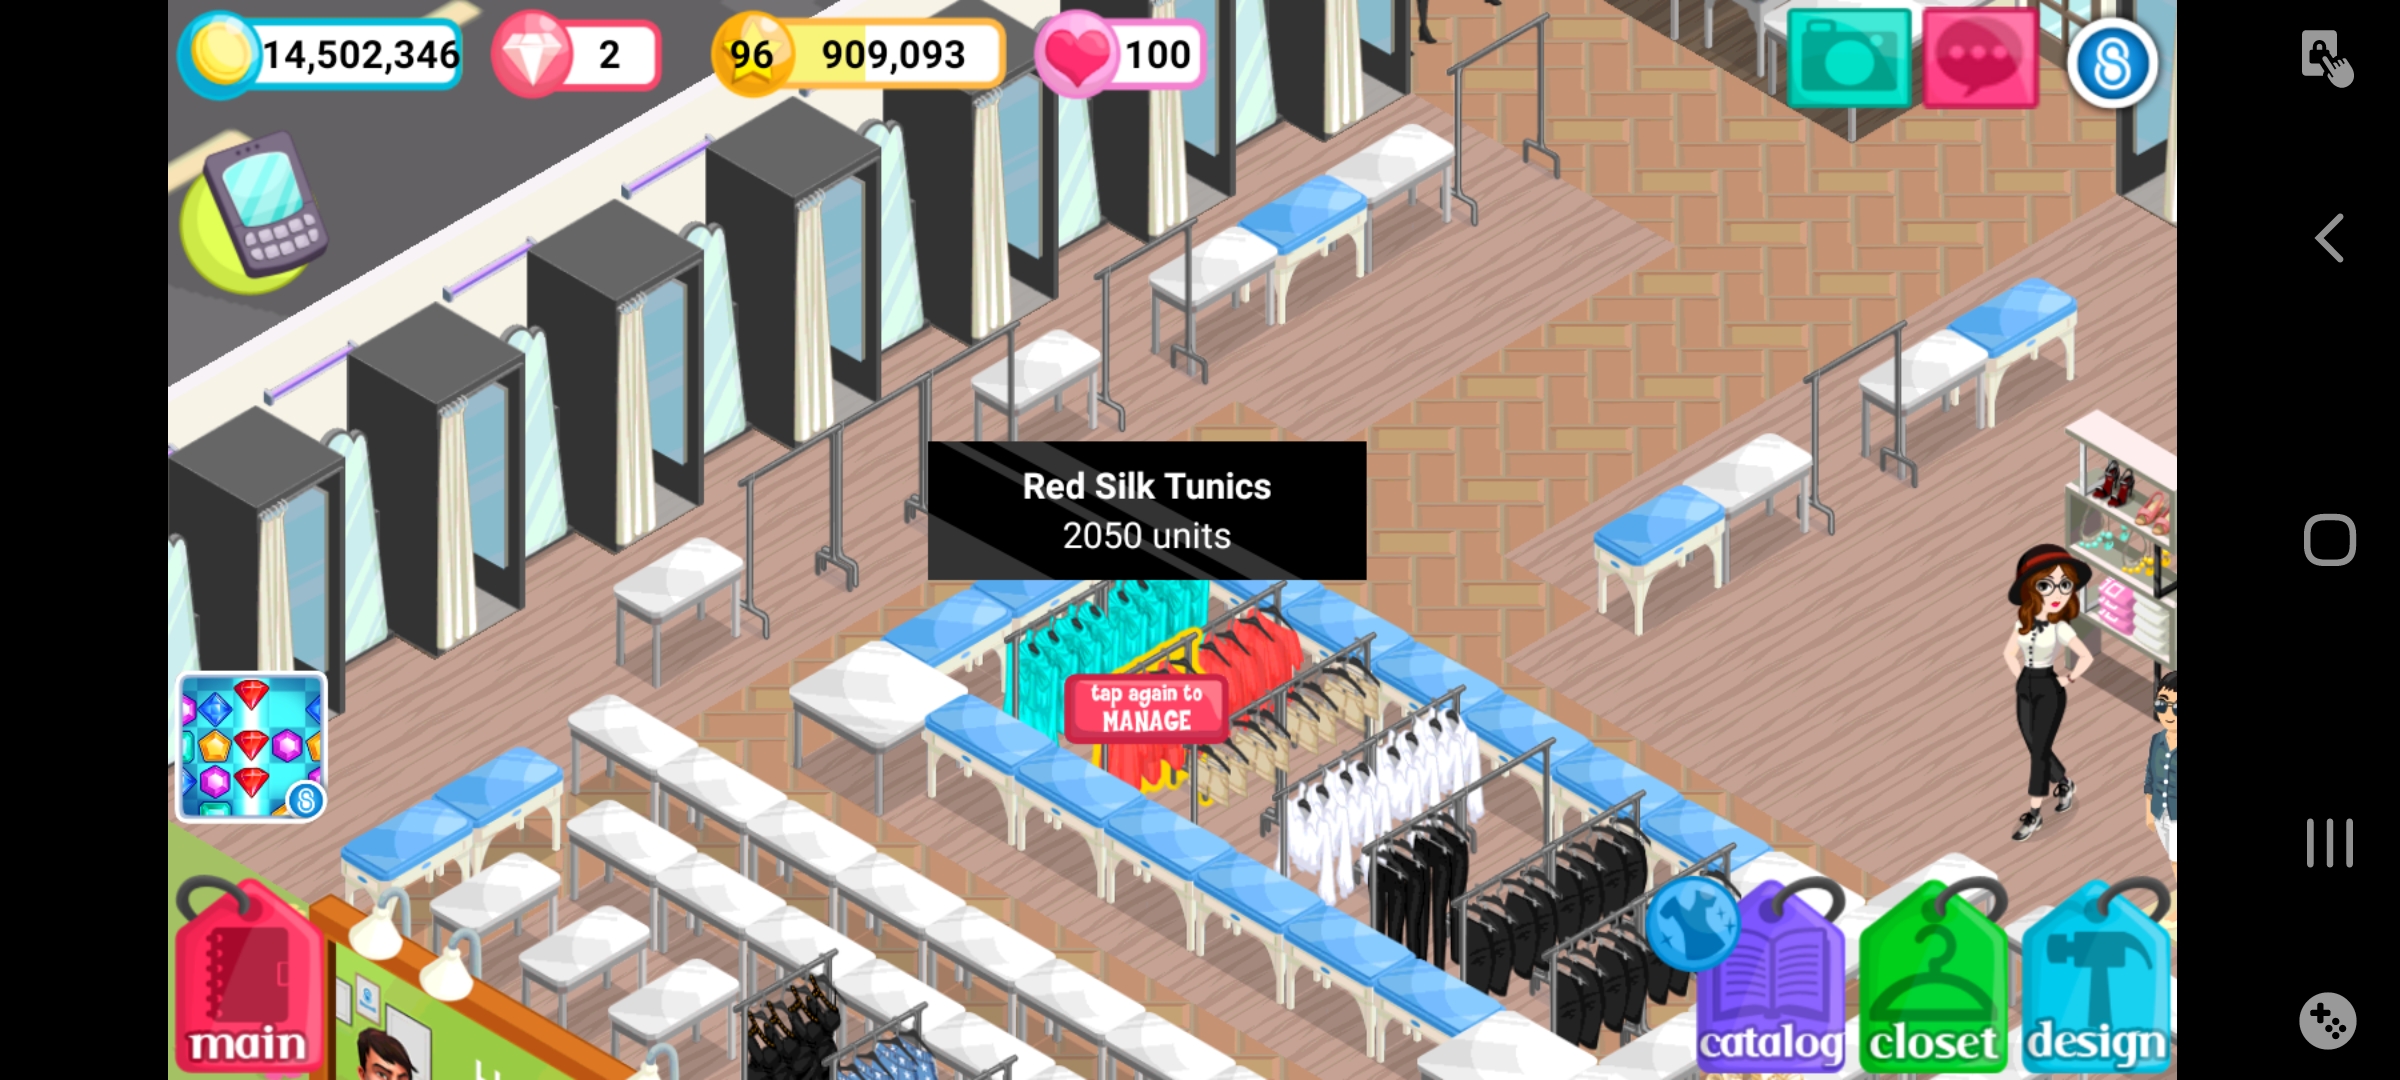 14,502,346
2
96
909,093
100
Red Silk Tunics
2050 units
tap again to
MANAGE
main
catalog
closet
design